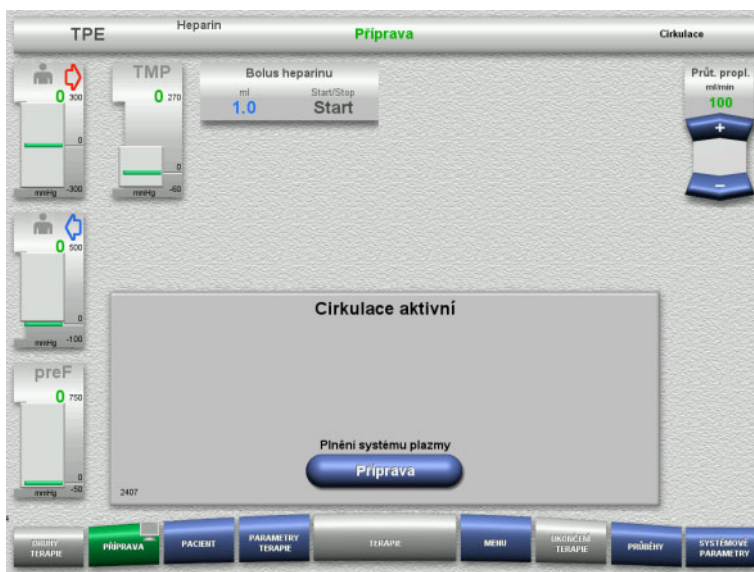 TPE
Heparin
Příprava
Cirkulace
0 300
0
mmHg -300
TMP
0 270
0
mmHg -60
Bolus heparinu
ml Start/Stop
1.0 Start
Průt. propl.
ml/min
100
+
−
0 500
0
mmHg -100
preF
0 750
0
mmHg -50
Cirkulace aktivní
Plnění systému plazmy
Příprava
2407
DRUHY
TERAPIE
PŘÍPRAVA
PACIENT
PARAMETRY
TERAPIE
TERAPIE
MENU
UKONČENÍ
TERAPIE
PRŮBĚHY
SYSTÉMOVÉ
PARAMETRY